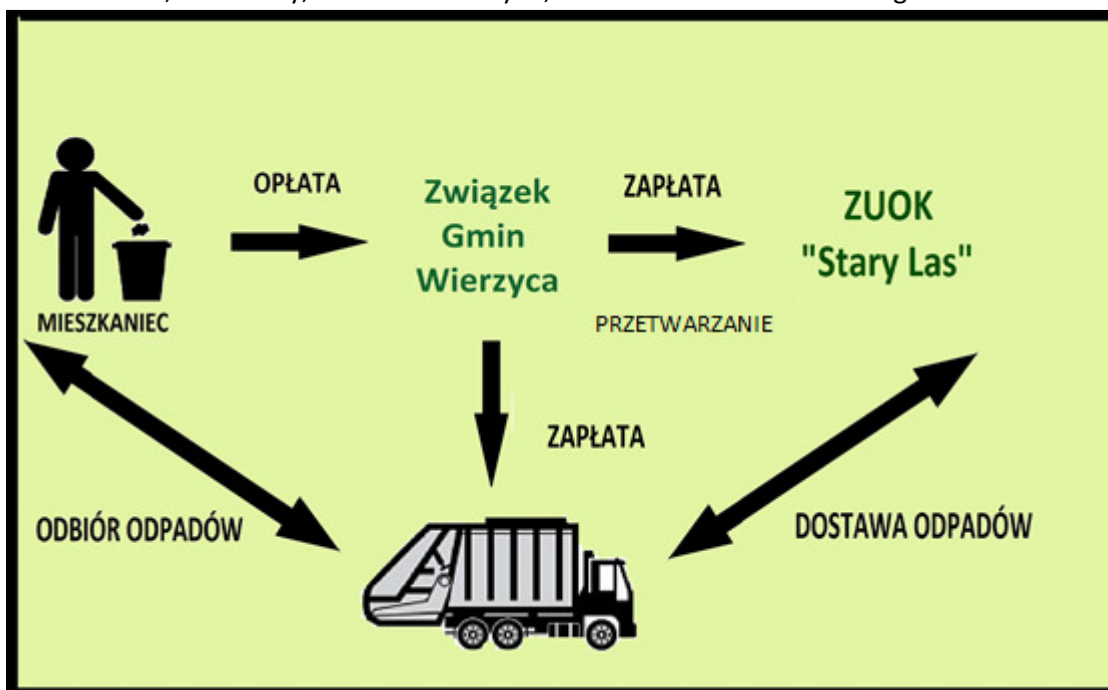 OPŁATA
Związek
Gmin
Wierzyca
ZAPŁATA
ZUOK
"Stary Las"
MIESZKANIEC
PRZETWARZANIE
ZAPŁATA
ODBIÓR ODPADÓW
DOSTAWA ODPADÓW